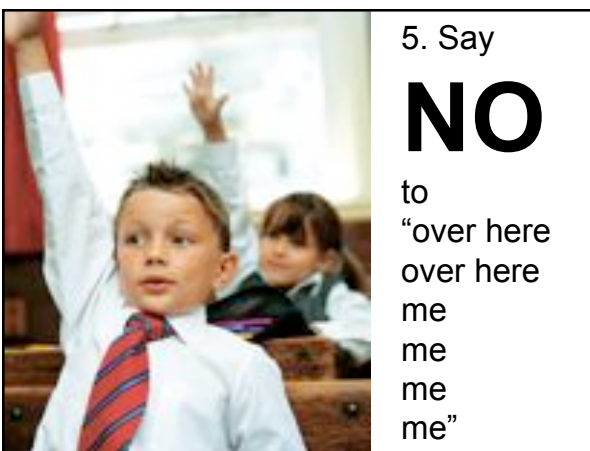 5. Say
NO
to
“over here
over here
me
me
me
me”